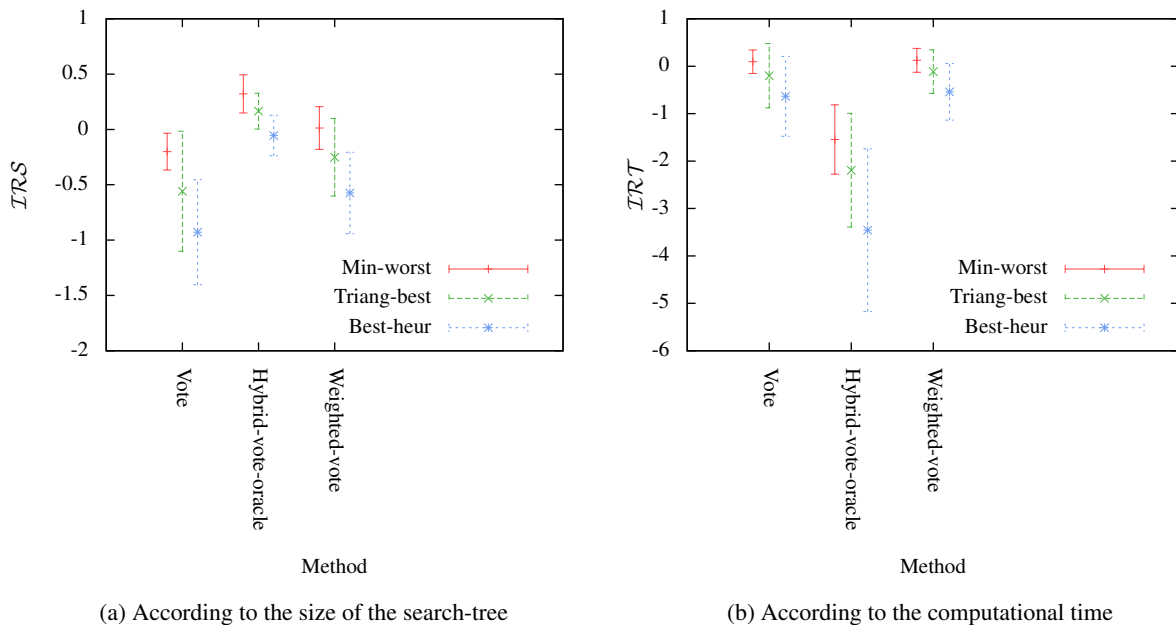 1
0.5
0
-0.5
-1
-1.5
-2
IRS
Vote
Hybrid-vote-oracle
Weighted-vote
Method
Min-worst
Triang-best
Best-heur
(a) According to the size of the search-tree
1
0
-1
-2
-3
-4
-5
-6
IRT
Vote
Hybrid-vote-oracle
Weighted-vote
Method
Min-worst
Triang-best
Best-heur
(b) According to the computational time